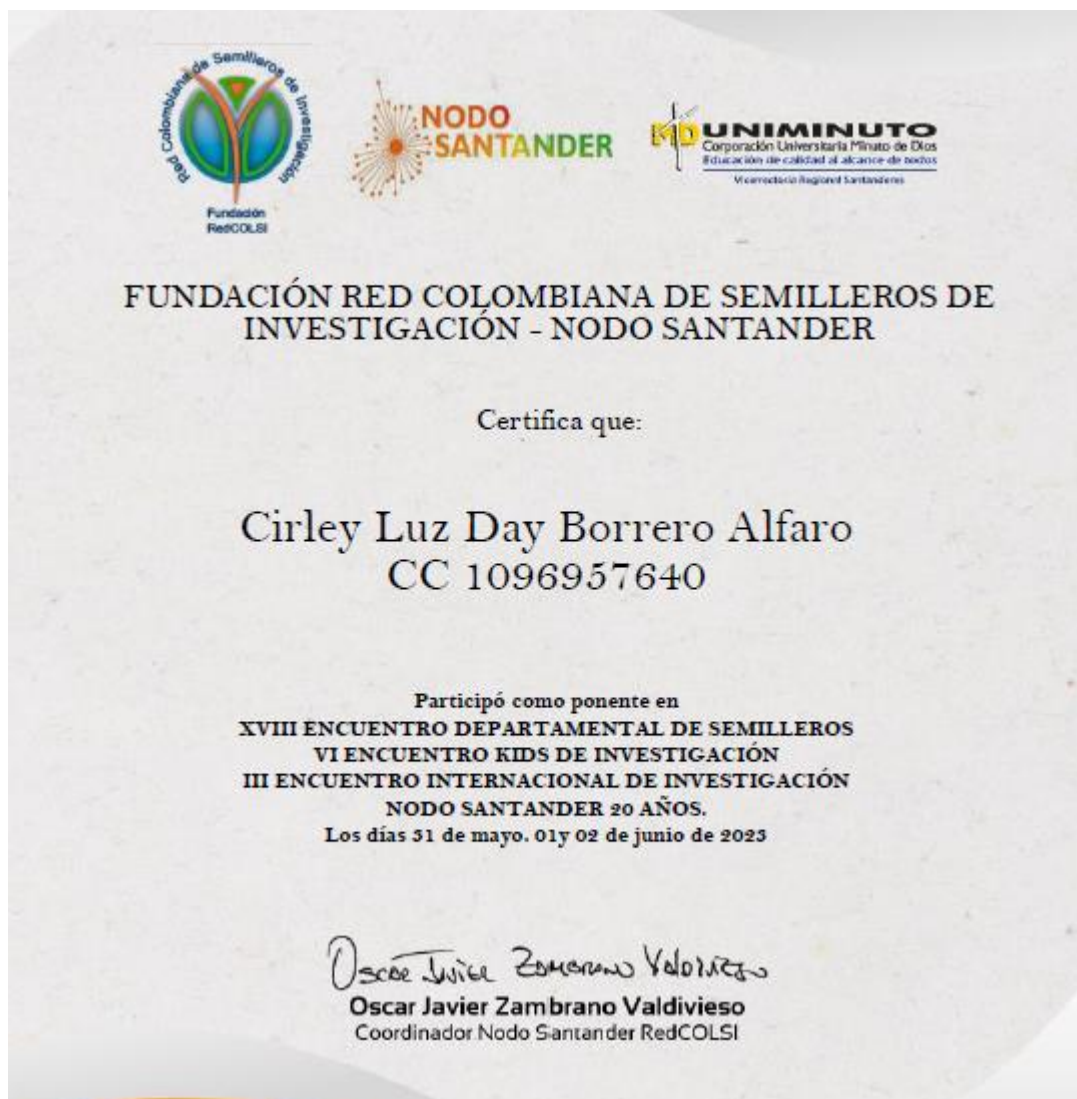 Red Colombiana de Semilleros de Investigación
Fundación
RedCOLSI
NODO
SANTANDER
UNIMINUTO
Corporación Universitaria Minuto de Dios
Educación de calidad al alcance de todos
Vicerrectoría Regional Santanderes
FUNDACIÓN RED COLOMBIANA DE SEMILLEROS DE
INVESTIGACIÓN - NODO SANTANDER
Certifica que:
Cirley Luz Day Borrero Alfaro
CC 1096957640
Participó como ponente en
XVIII ENCUENTRO DEPARTAMENTAL DE SEMILLEROS
VI ENCUENTRO KIDS DE INVESTIGACIÓN
III ENCUENTRO INTERNACIONAL DE INVESTIGACIÓN
NODO SANTANDER 20 AÑOS.
Los días 31 de mayo. 01y 02 de junio de 2023
Oscar Javier Zambrano Valdivieso
Oscar Javier Zambrano Valdivieso
Coordinador Nodo Santander RedCOLSI